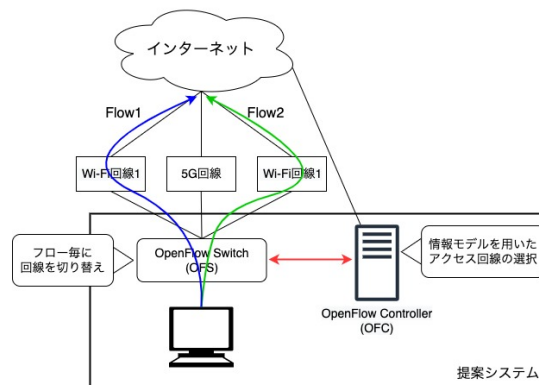 インターネット
Flow1
Flow2
Wi-Fi回線1
5G回線
Wi-Fi回線1
フロー毎に
回線を切り替え
OpenFlow Switch
(OFS)
情報モデルを用いた
アクセス回線の選択
OpenFlow Controller
(OFC)
提案システム